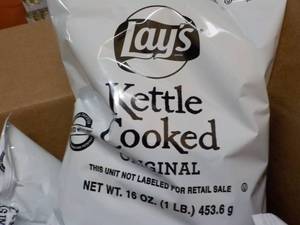 Lay's
Kettle
Cooked
ORIGINAL
THIS UNIT NOT LABELED FOR RETAIL SALE
NET WT. 16 OZ. (1 LB.) 453.6 g